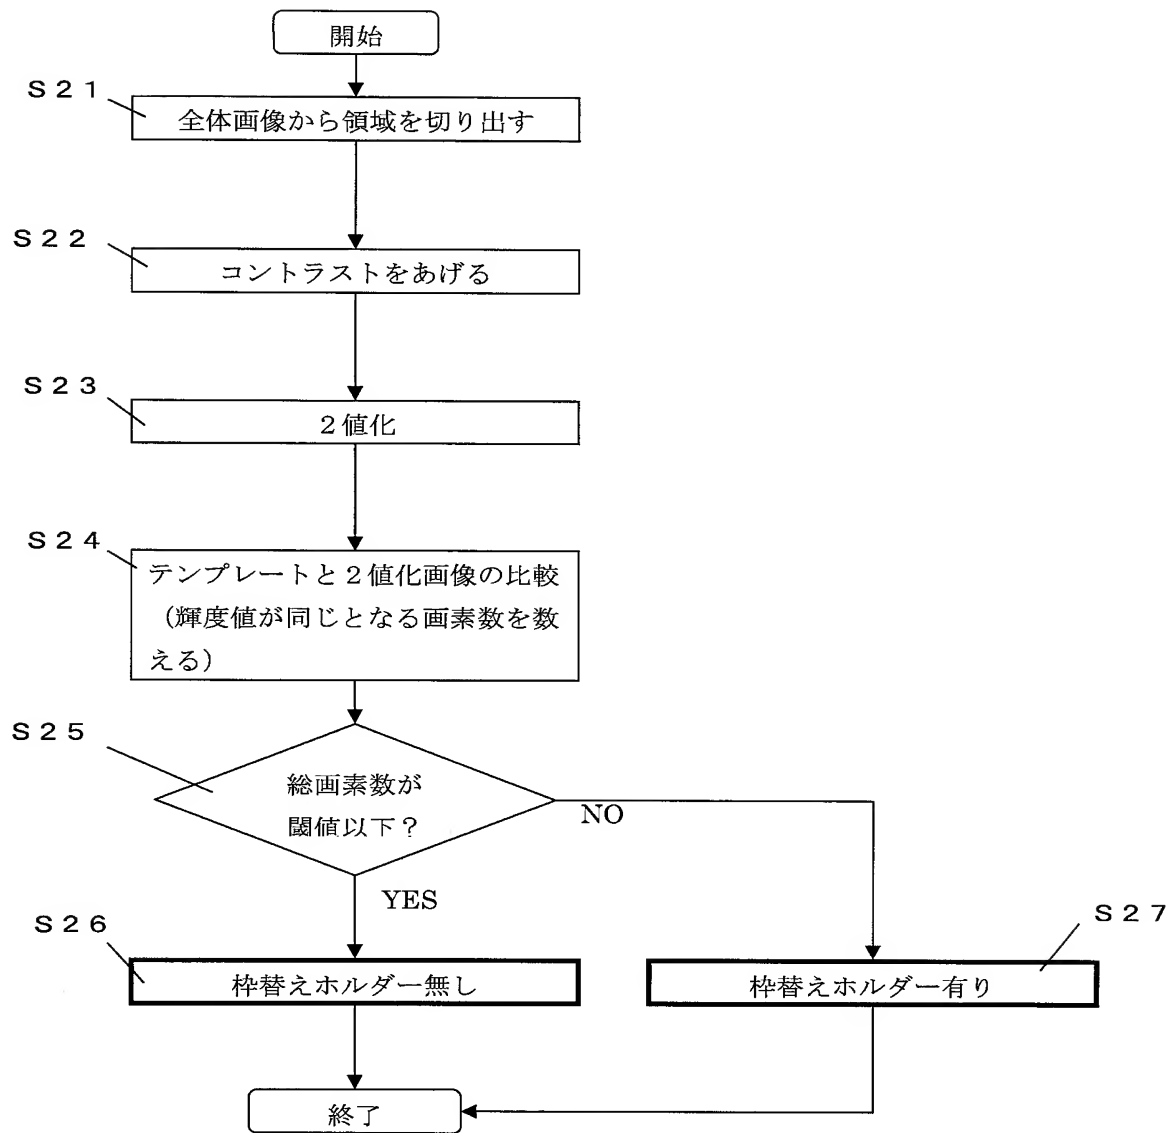 開始
S21
全体画像から領域を切り出す
S22
コントラストをあげる
S23
2値化
S24
テンプレートと2値化画像の比較
(輝度値が同じとなる画素数を数
える)
S25
総画素数が
閾値以下?
NO
YES
S26
枠替えホルダー無し
S27
枠替えホルダー有り
終了